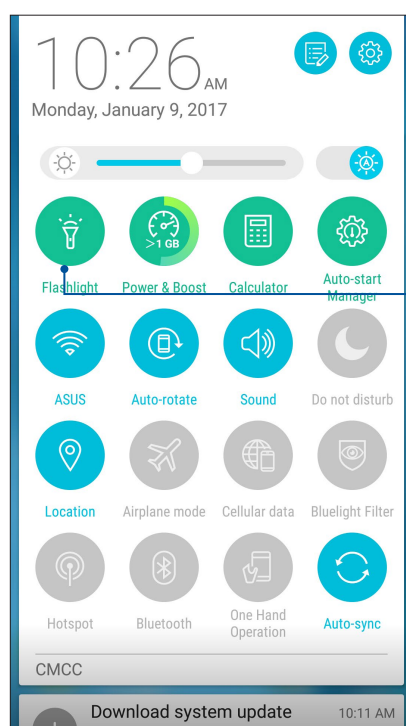 10:26 AM
Monday, January 9, 2017
A
>1 GB
Flashlight Power & Boost Calculator Auto-start
Manager
ASUS Auto-rotate Sound Do not disturb
Location Airplane mode Cellular data Bluelight Filter
Hotspot Bluetooth One Hand
Operation Auto-sync
CMCC
Download system update 10:11 AM